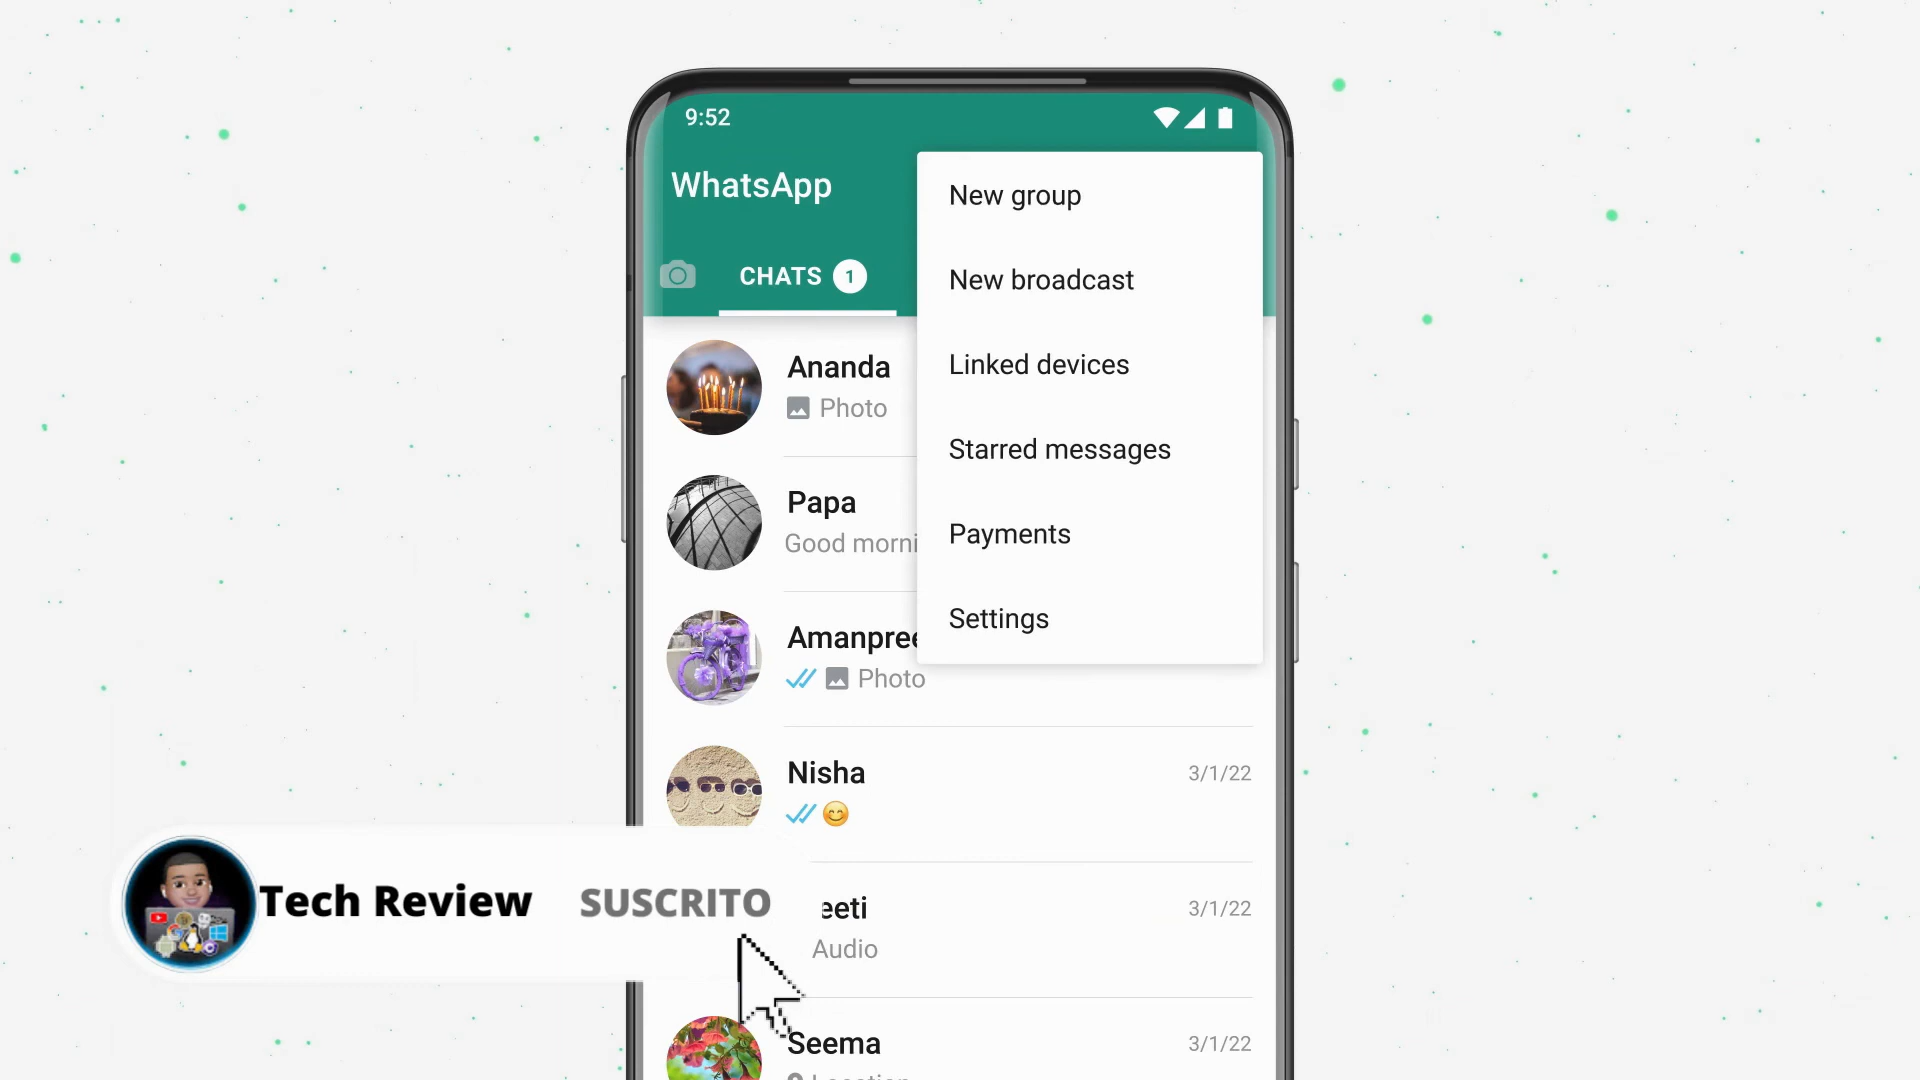 9:52
WhatsApp
CHATS 1
New group
New broadcast
Linked devices
Starred messages
Payments
Settings
Ananda
Photo
Papa
Good morni
Amanpree
Photo
Nisha
3/1/22
😊
Tech Review
SUSCRITO
eeti
3/1/22
Audio
Seema
3/1/22
Location